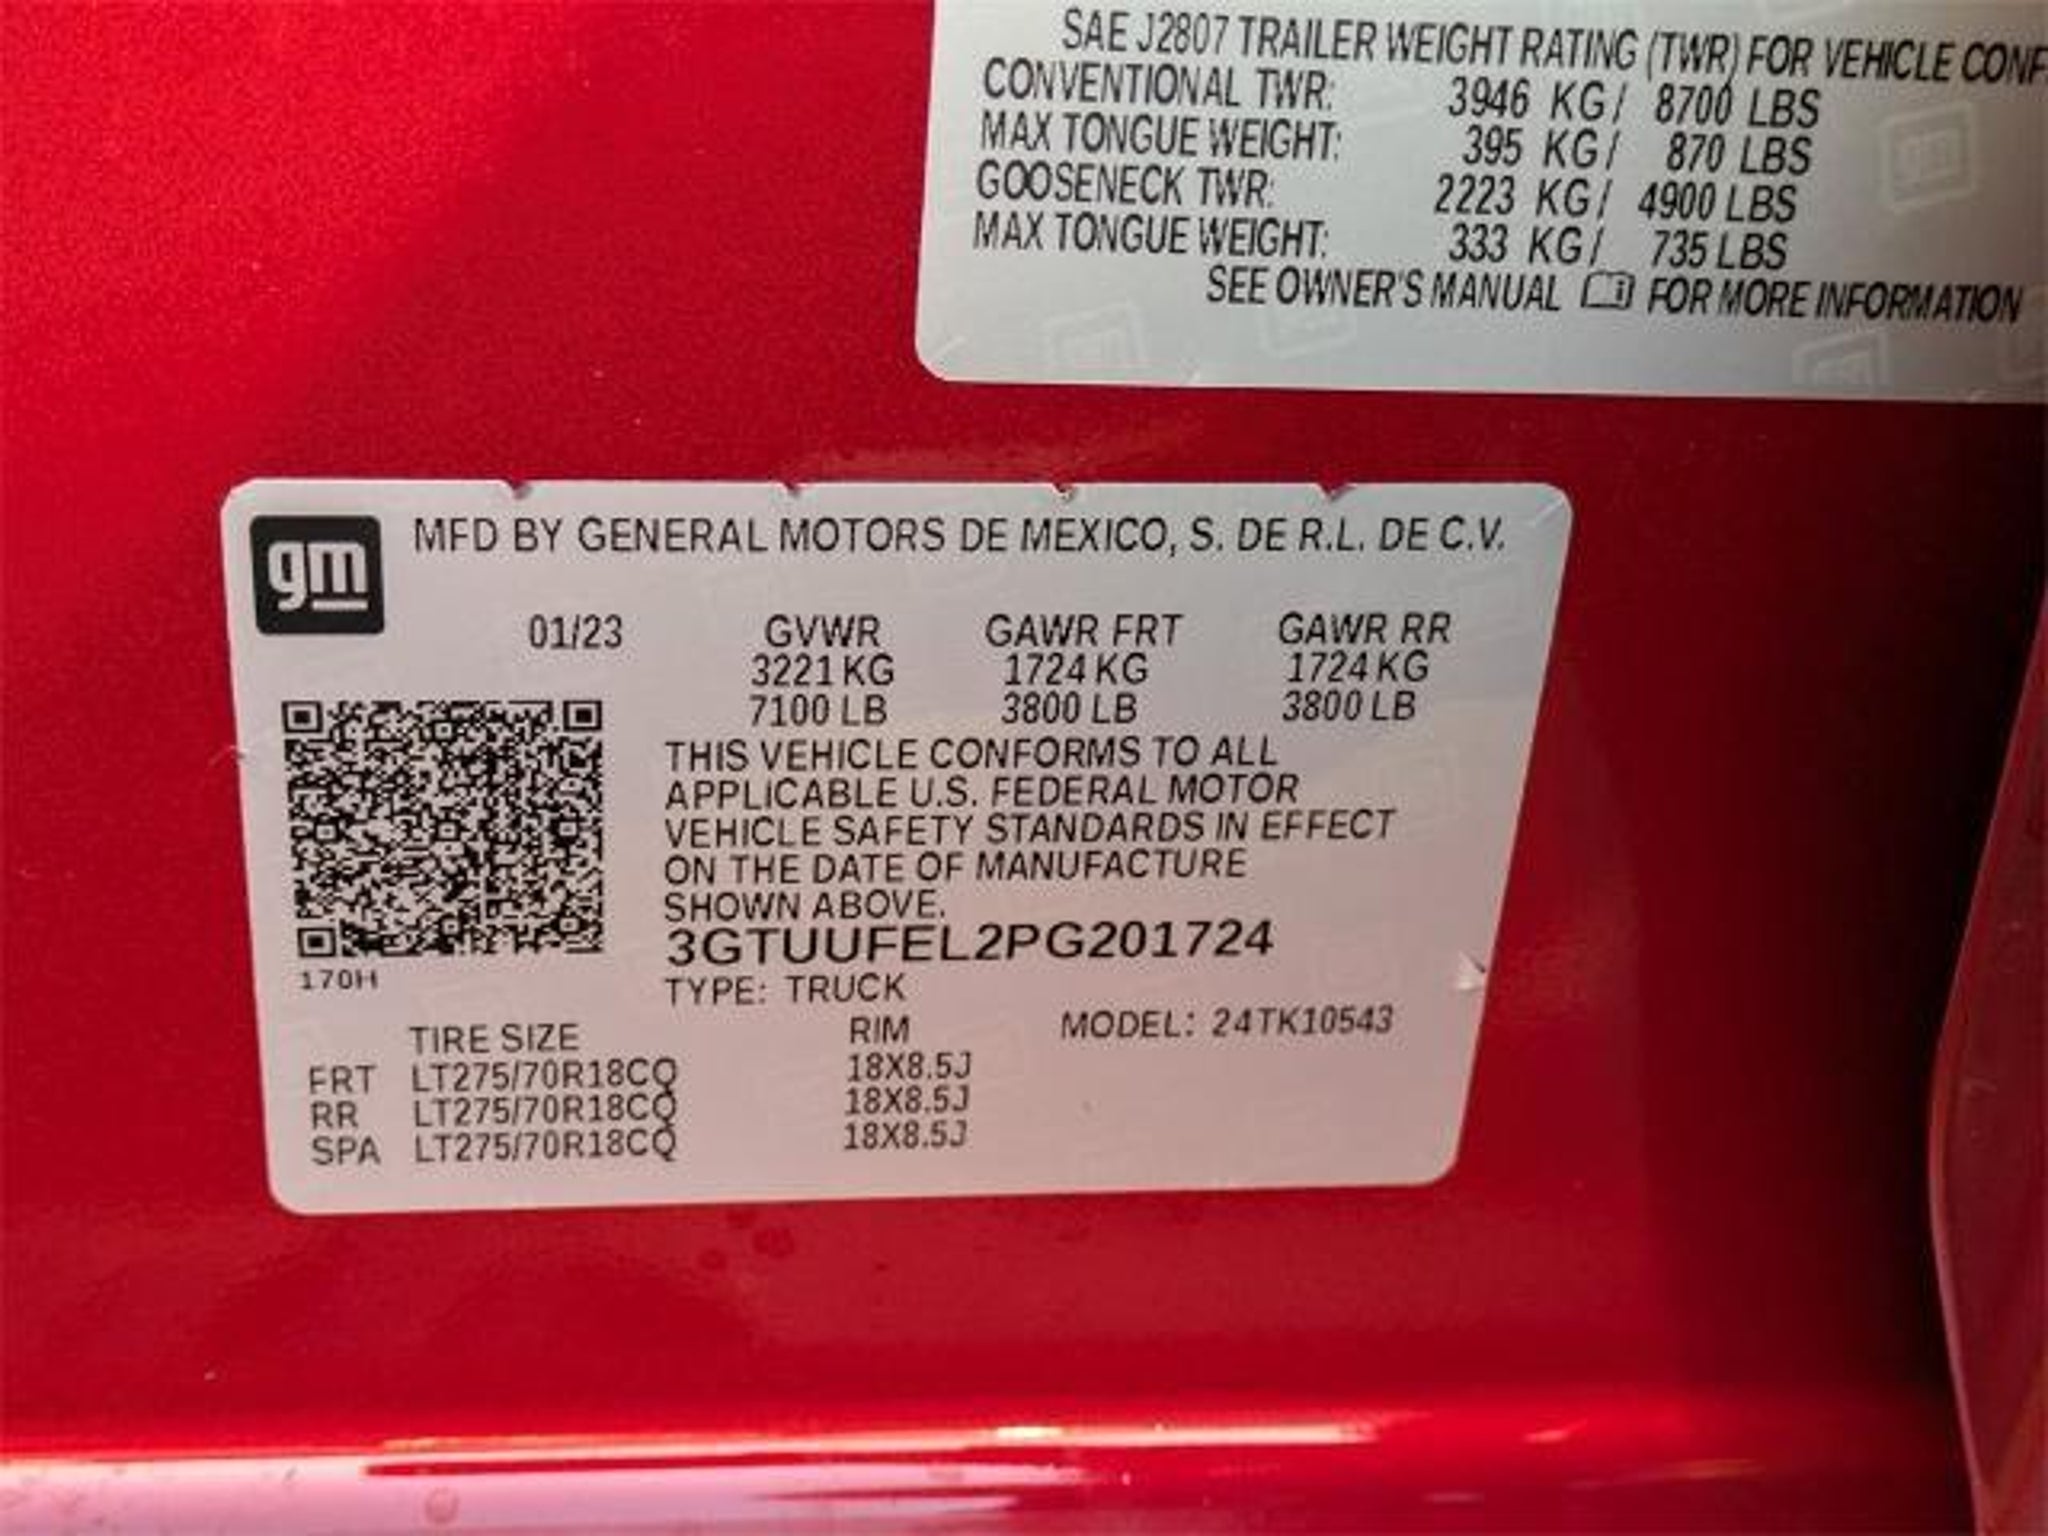 SAE J2807 TRAILER WEIGHT RATING (TWR) FOR VEHICLE CONF
CONVENTIONAL TWR: 3946 KG/ 8700 LBS
MAX TONGUE WEIGHT: 395 KG/ 870 LBS
GOOSENECK TWR: 2223 KG/ 4900 LBS
MAX TONGUE WEIGHT: 333 KG/ 735 LBS
SEE OWNER'S MANUAL FOR MORE INFORMATION
gm
MFD BY GENERAL MOTORS DE MEXICO, S. DE R.L. DE C.V.
01/23 GVWR GAWR FRT GAWR RR
3221 KG 1724 KG 1724 KG
7100 LB 3800 LB 3800 LB
THIS VEHICLE CONFORMS TO ALL
APPLICABLE U.S. FEDERAL MOTOR
VEHICLE SAFETY STANDARDS IN EFFECT
ON THE DATE OF MANUFACTURE
SHOWN ABOVE.
3GTUUFEL2PG201724
170H
TYPE: TRUCK
TIRE SIZE RIM MODEL: 24TK10543
FRT LT275/70R18CQ 18X8.5J
RR LT275/70R18CQ 18X8.5J
SPA LT275/70R18CQ 18X8.5J